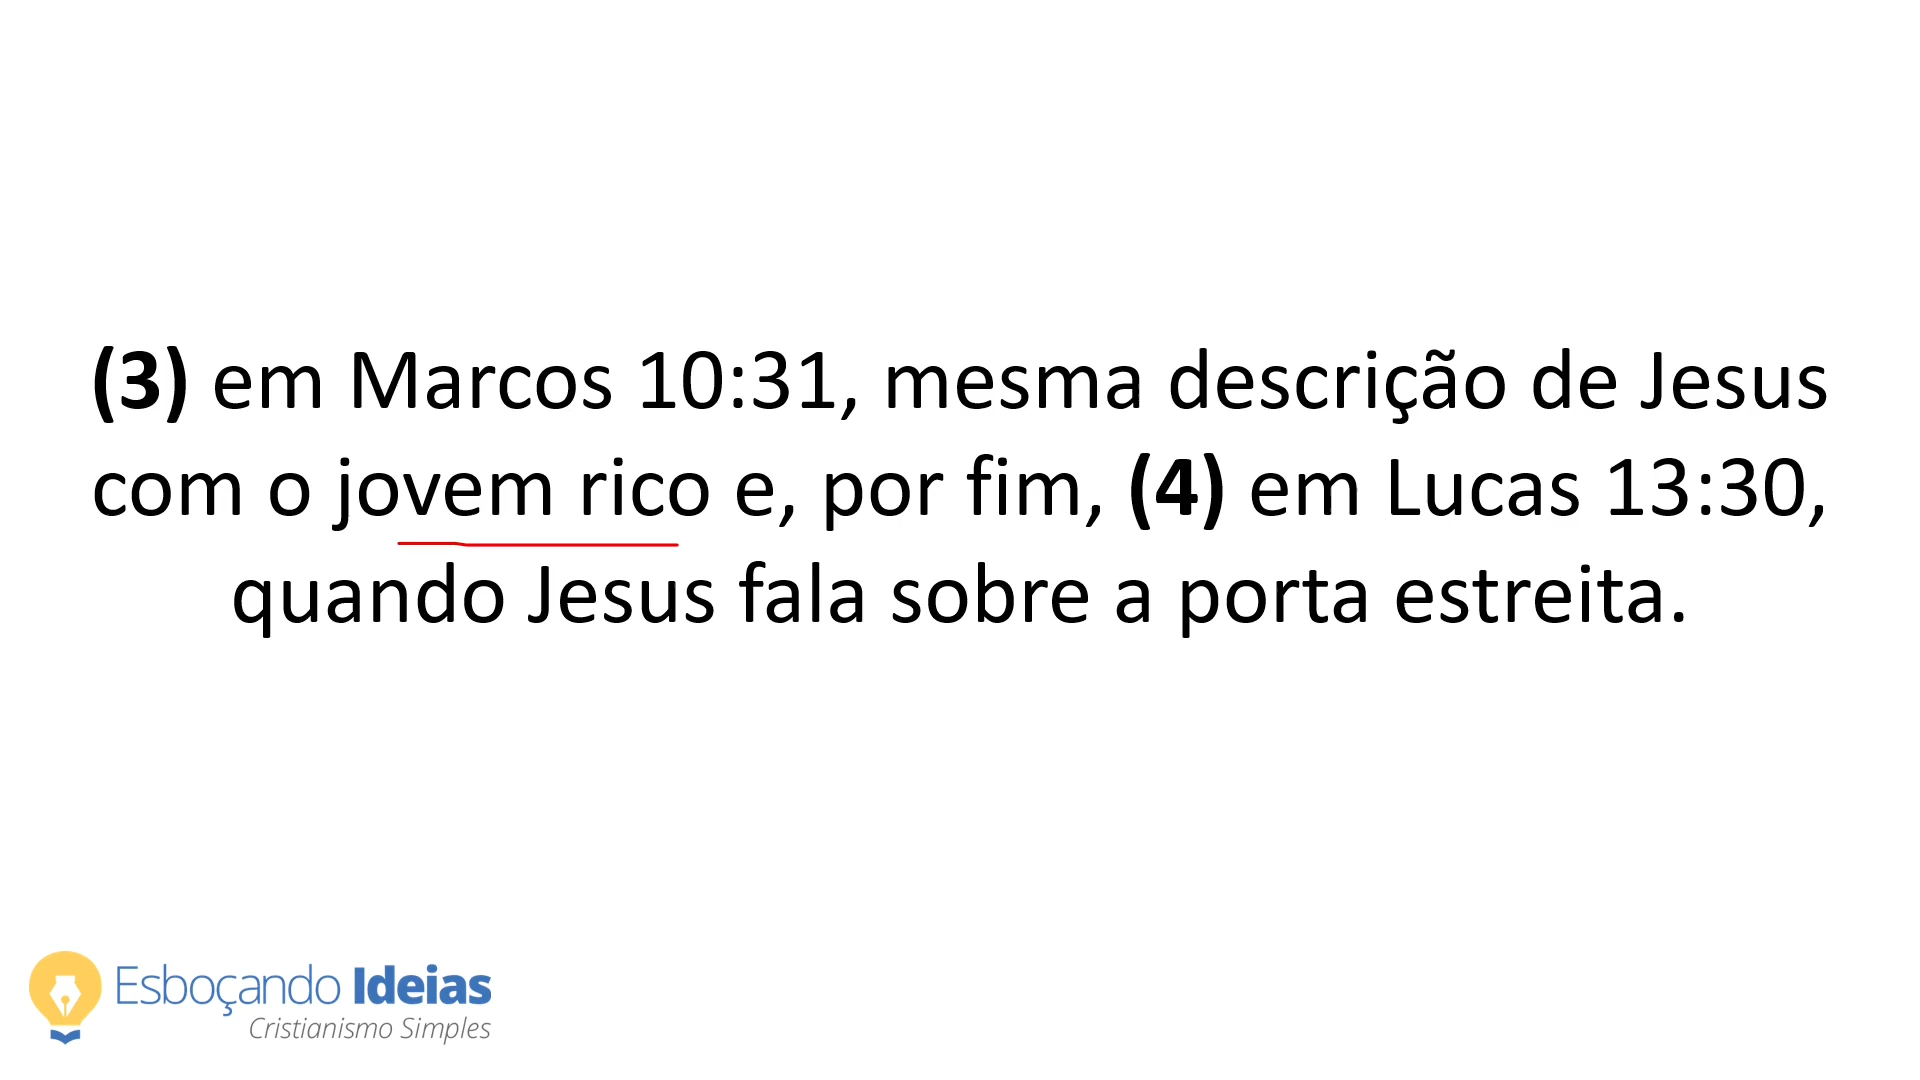 (3) em Marcos 10:31, mesma descrição de Jesus
com o jovem rico e, por fim, (4) em Lucas 13:30,
quando Jesus fala sobre a porta estreita.
Esboçando Ideias
Cristianismo Simples